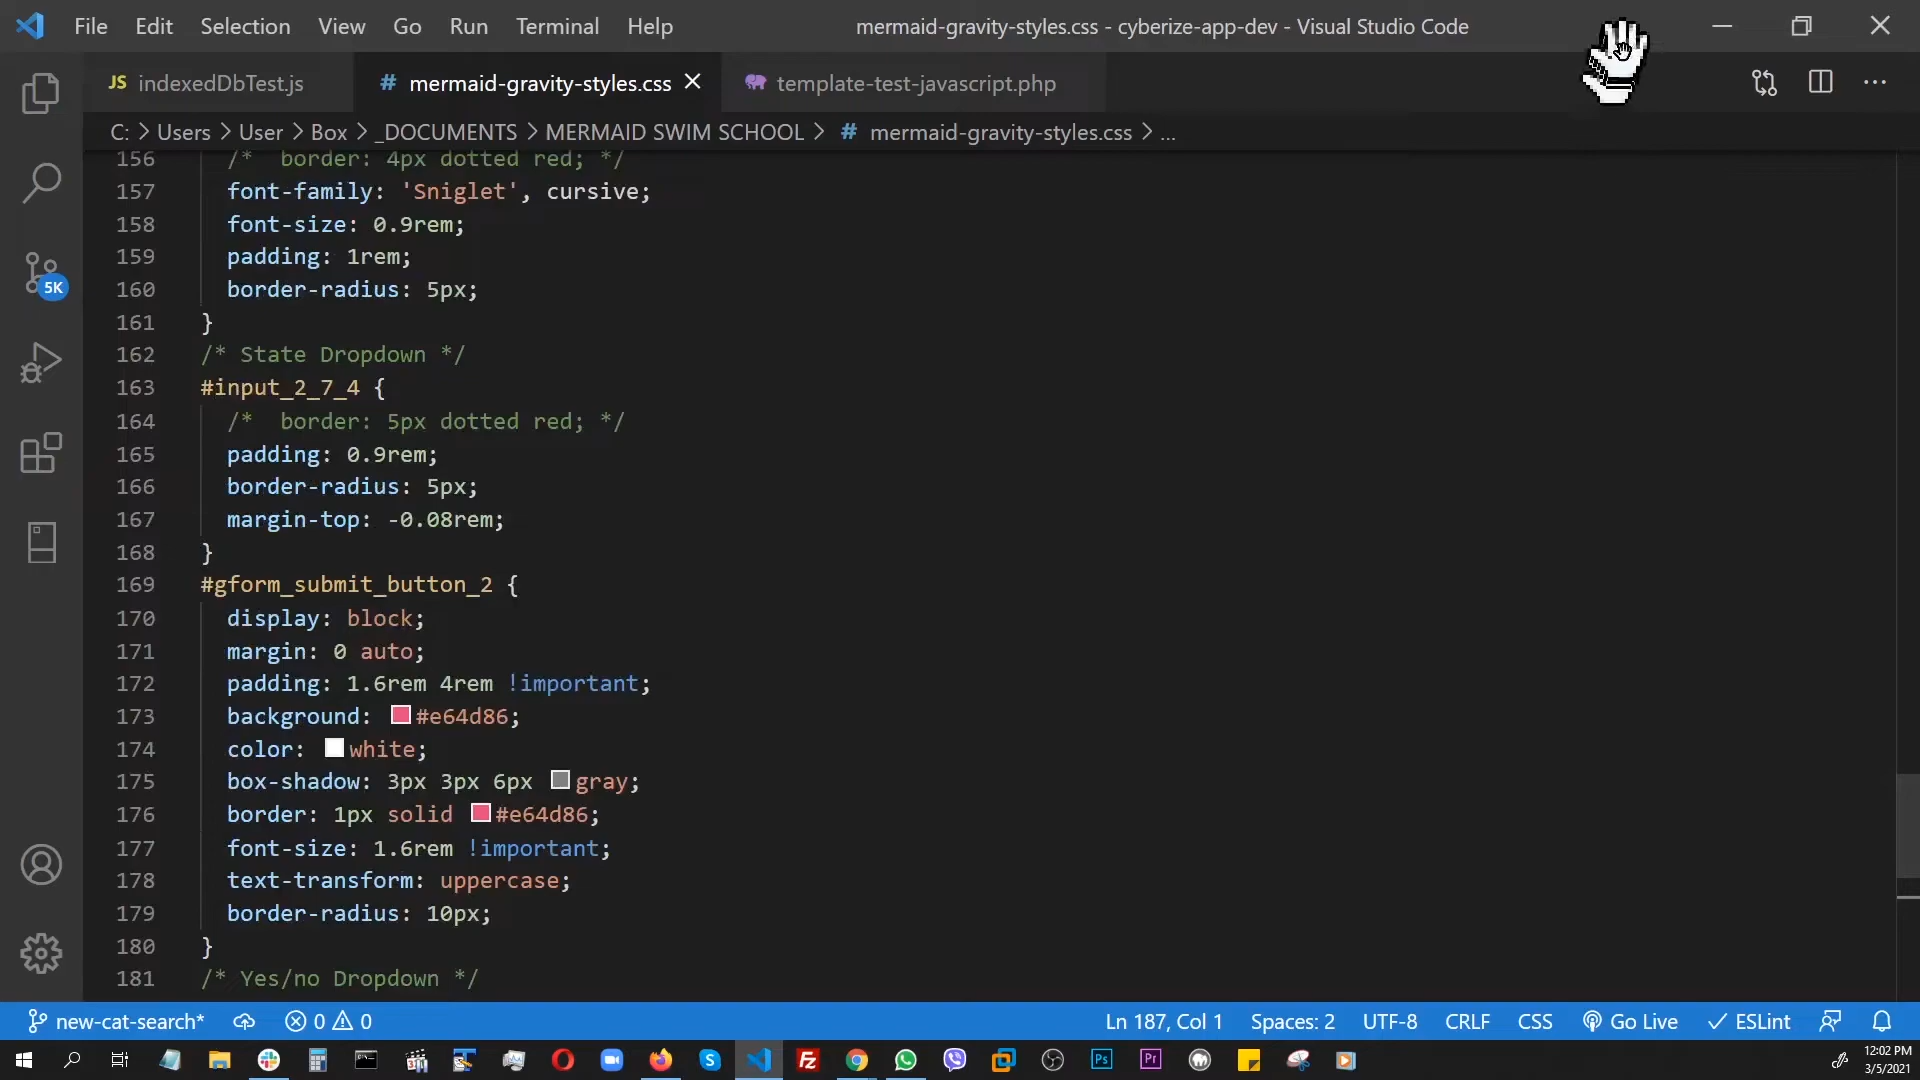 File Edit Selection View Go Run Terminal Help mermaid-gravity-styles.css - cyberize-app-dev - Visual Studio Code
JS indexedDbTest.js # mermaid-gravity-styles.css template-test-javascript.php
C: > Users > User > Box > _DOCUMENTS > MERMAID SWIM SCHOOL > # mermaid-gravity-styles.css > ...
156 /*  border: 4px dotted red; */
157 font-family: 'Sniglet', cursive;
158 font-size: 0.9rem;
159 padding: 1rem;
160 border-radius: 5px;
161 }
162 /* State Dropdown */
163 #input_2_7_4 {
164 /*  border: 5px dotted red; */
165 padding: 0.9rem;
166 border-radius: 5px;
167 margin-top: -0.08rem;
168 }
169 #gform_submit_button_2 {
170 display: block;
171 margin: 0 auto;
172 padding: 1.6rem 4rem !important;
173 background: #e64d86;
174 color: white;
175 box-shadow: 3px 3px 6px gray;
176 border: 1px solid #e64d86;
177 font-size: 1.6rem !important;
178 text-transform: uppercase;
179 border-radius: 10px;
180 }
181 /* Yes/no Dropdown */
5K
new-cat-search* 0 0 Ln 187, Col 1 Spaces: 2 UTF-8 CRLF CSS Go Live ESLint
Ps Pr
12:02 PM
3/5/2021